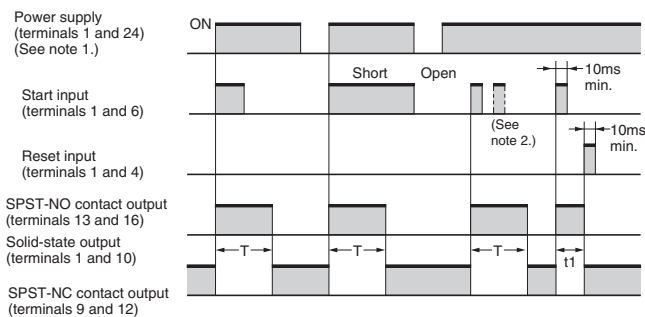 Power supply
(terminals 1 and 24)
(See note 1.)
ON
Start input
(terminals 1 and 6)
Short
Open
10ms
min.
(See
note 2.)
Reset input
(terminals 1 and 4)
10ms
min.
SPST-NO contact output
(terminals 13 and 16)
Solid-state output
(terminals 1 and 10)
T
T
T
t1
SPST-NC contact output
(terminals 9 and 12)